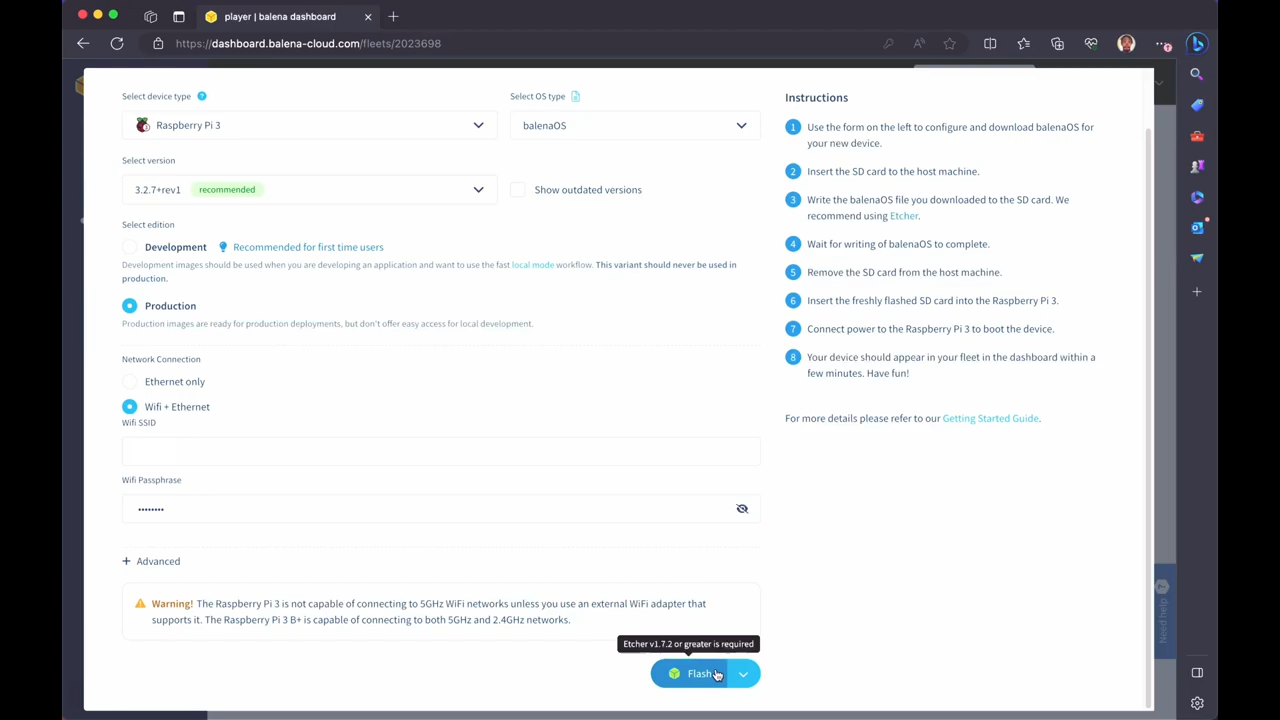 player | balena dashboard
https://dashboard.balena-cloud.com/fleets/2023698
Select device type
Select OS type
Raspberry Pi 3
balenaOS
Select version
3.2.7+rev1 recommended
Show outdated versions
Select edition
Development Recommended for first time users
Development images should be used when you are developing an application and want to use the fast local mode workflow. This variant should never be used in
production.
Production
Production images are ready for production deployments, but don't offer easy access for local development.
Network Connection
Ethernet only
Wifi + Ethernet
Wifi SSID
Wifi Passphrase
••••••••
+ Advanced
Warning! The Raspberry Pi 3 is not capable of connecting to 5GHz WiFi networks unless you use an external WiFi adapter that
supports it. The Raspberry Pi 3 B+ is capable of connecting to both 5GHz and 2.4GHz networks.
Etcher v1.7.2 or greater is required
Flash
Instructions
1 Use the form on the left to configure and download balenaOS for
your new device.
2 Insert the SD card to the host machine.
3 Write the balenaOS file you downloaded to the SD card. We
recommend using Etcher.
4 Wait for writing of balenaOS to complete.
5 Remove the SD card from the host machine.
6 Insert the freshly flashed SD card into the Raspberry Pi 3.
7 Connect power to the Raspberry Pi 3 to boot the device.
8 Your device should appear in your fleet in the dashboard within a
few minutes. Have fun!
For more details please refer to our Getting Started Guide.
Need help